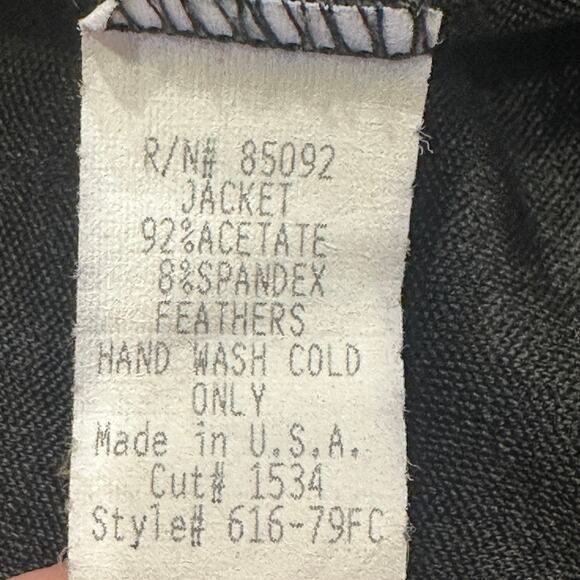 R/N# 85092
JACKET
92%ACETATE
8%SPANDEX
FEATHERS
HAND WASH COLD
ONLY
Made in U.S.A.
Cut# 1534
Style# 616-79FC